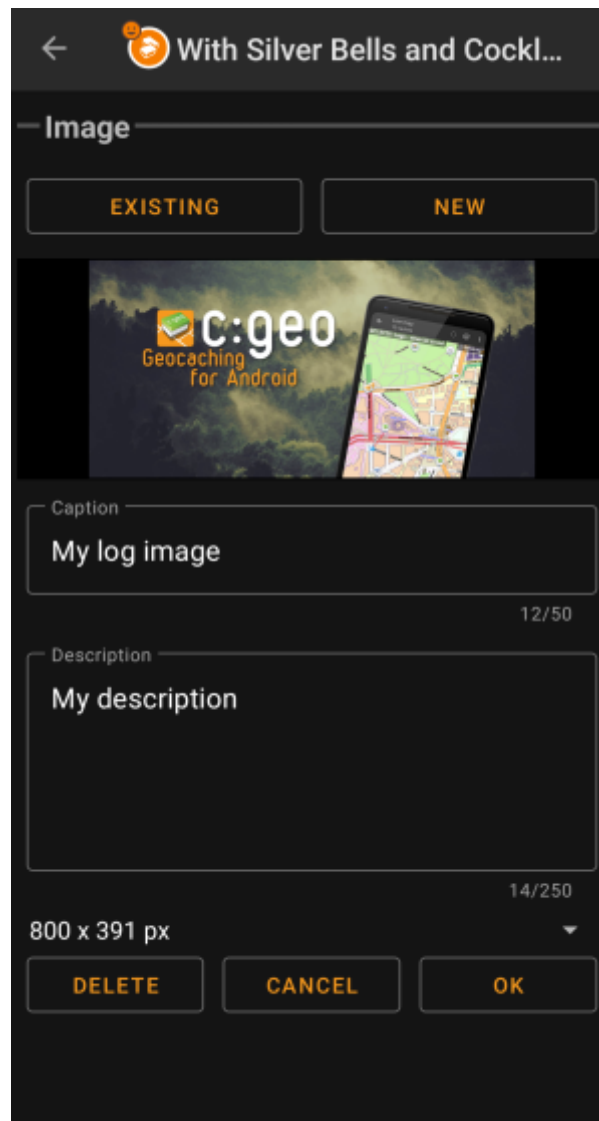 With Silver Bells and Cockl...
Image
EXISTING
NEW
c:geo
Geocaching
for Android
Caption
My log image
12/50
Description
My description
14/250
800 x 391 px
DELETE
CANCEL
OK